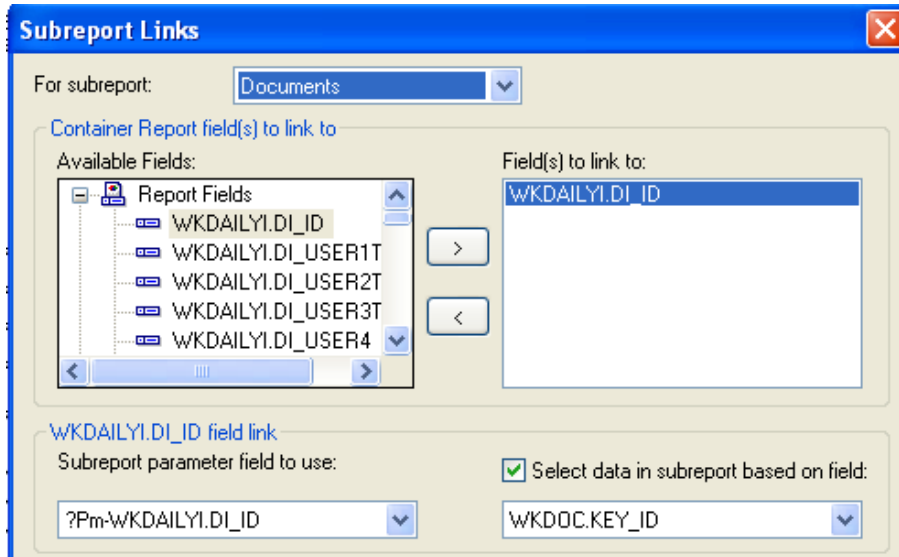 Subreport Links
For subreport:
Documents
Container Report field(s) to link to
Available Fields:
Field(s) to link to:
Report Fields
WKDAILYI.DI_ID
WKDAILYI.DI_USER1T
WKDAILYI.DI_USER2T
WKDAILYI.DI_USER3T
WKDAILYI.DI_USER4
>
<
WKDAILYI.DI_ID
WKDAILYI.DI_ID field link
Subreport parameter field to use:
Select data in subreport based on field:
?Pm-WKDAILYI.DI_ID
WKDOC.KEY_ID